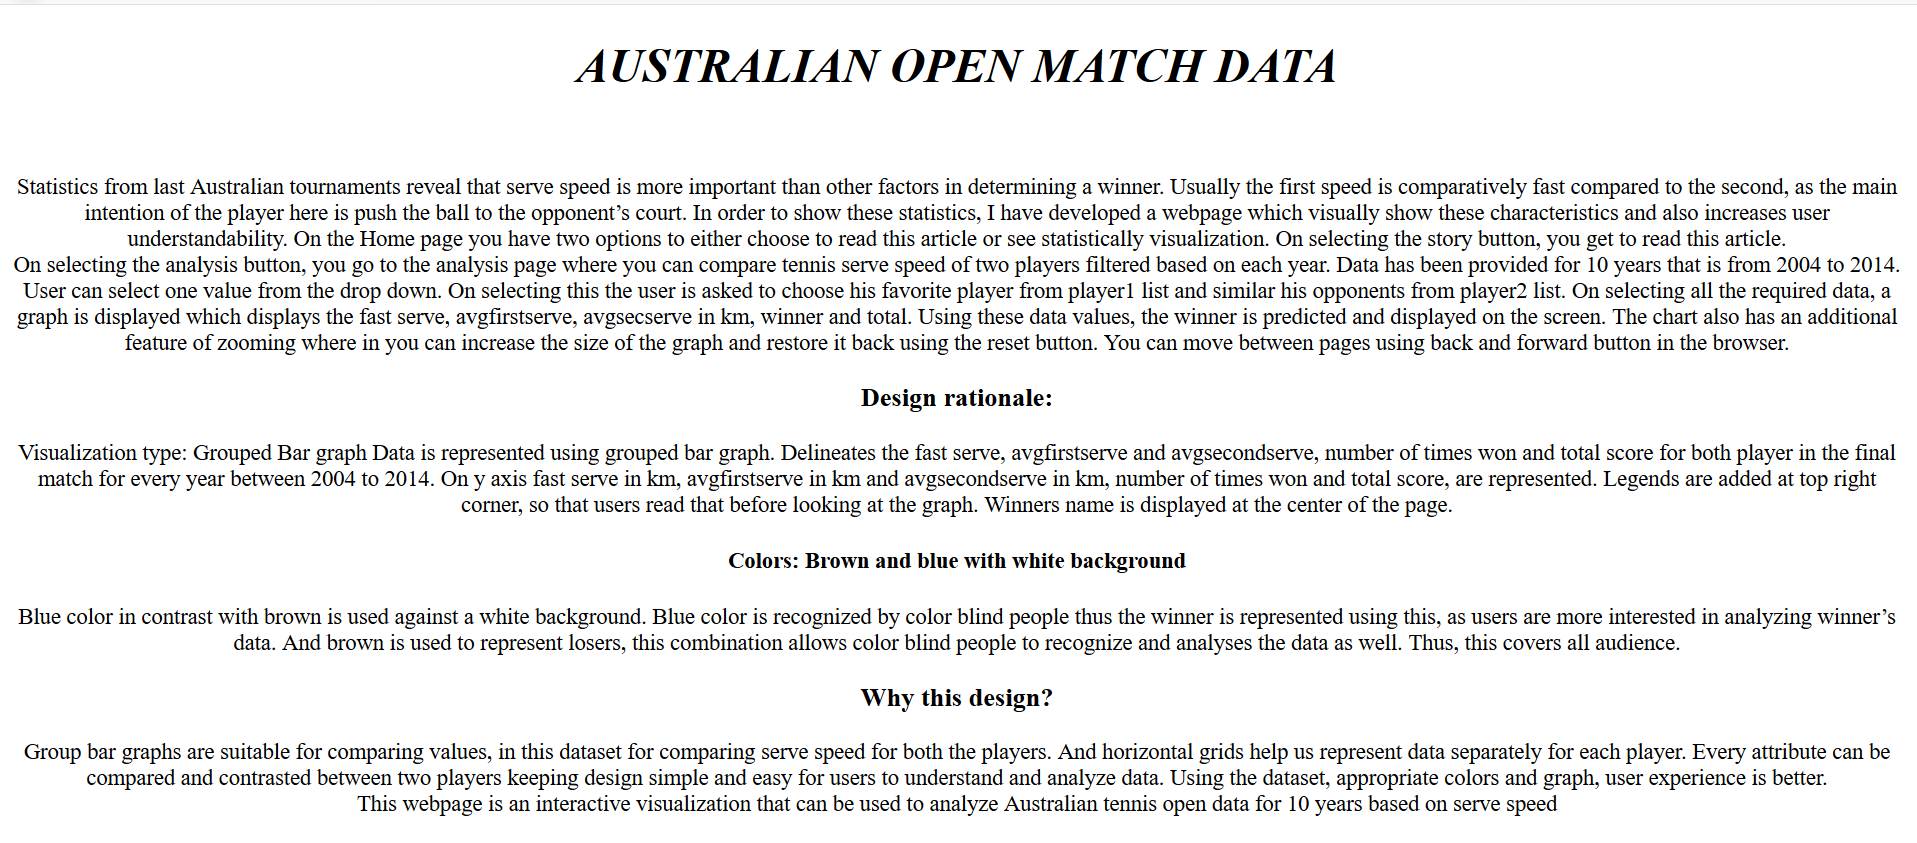 AUSTRALIAN OPEN MATCH DATA
Statistics from last Australian tournaments reveal that serve speed is more important than other factors in determining a winner. Usually the first speed is comparatively fast compared to the second, as the main
intention of the player here is push the ball to the opponent’s court. In order to show these statistics, I have developed a webpage which visually show these characteristics and also increases user
understandability. On the Home page you have two options to either choose to read this article or see statistically visualization. On selecting the story button, you get to read this article.
On selecting the analysis button, you go to the analysis page where you can compare tennis serve speed of two players filtered based on each year. Data has been provided for 10 years that is from 2004 to 2014.
User can select one value from the drop down. On selecting this the user is asked to choose his favorite player from player1 list and similar his opponents from player2 list. On selecting all the required data, a
graph is displayed which displays the fast serve, avgfirstserve, avgsecserve in km, winner and total. Using these data values, the winner is predicted and displayed on the screen. The chart also has an additional
feature of zooming where in you can increase the size of the graph and restore it back using the reset button. You can move between pages using back and forward button in the browser.
Design rationale:
Visualization type: Grouped Bar graph Data is represented using grouped bar graph. Delineates the fast serve, avgfirstserve and avgsecondserve, number of times won and total score for both player in the final
match for every year between 2004 to 2014. On y axis fast serve in km, avgfirstserve in km and avgsecondserve in km, number of times won and total score, are represented. Legends are added at top right
corner, so that users read that before looking at the graph. Winners name is displayed at the center of the page.
Colors: Brown and blue with white background
Blue color in contrast with brown is used against a white background. Blue color is recognized by color blind people thus the winner is represented using this, as users are more interested in analyzing winner’s
data. And brown is used to represent losers, this combination allows color blind people to recognize and analyses the data as well. Thus, this covers all audience.
Why this design?
Group bar graphs are suitable for comparing values, in this dataset for comparing serve speed for both the players. And horizontal grids help us represent data separately for each player. Every attribute can be
compared and contrasted between two players keeping design simple and easy for users to understand and analyze data. Using the dataset, appropriate colors and graph, user experience is better.
This webpage is an interactive visualization that can be used to analyze Australian tennis open data for 10 years based on serve speed